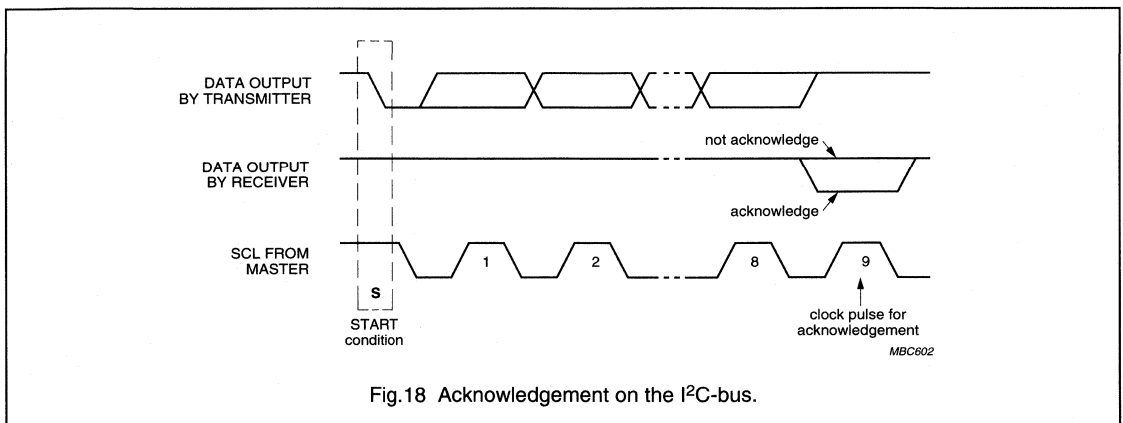 DATA OUTPUT
BY TRANSMITTER
not acknowledge
DATA OUTPUT
BY RECEIVER
acknowledge
SCL FROM
MASTER
1
2
8
9
S
START
condition
clock pulse for
acknowledgement
MBC602
Fig.18 Acknowledgement on the I²C-bus.